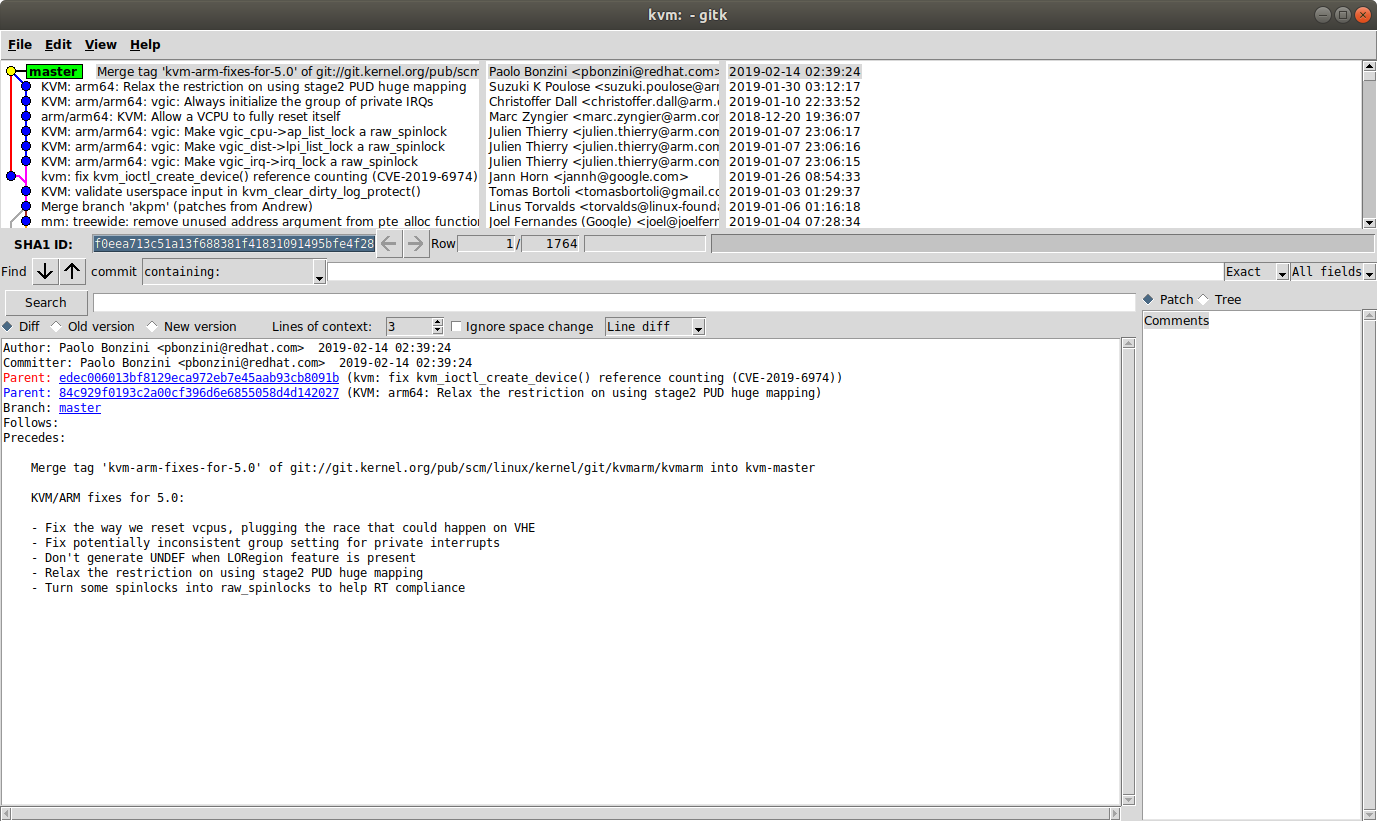 kvm: - gitk
File Edit View Help
master Merge tag 'kvm-arm-fixes-for-5.0' of git://git.kernel.org/pub/scm Paolo Bonzini <pbonzini@redhat.com> 2019-02-14 02:39:24
KVM: arm64: Relax the restriction on using stage2 PUD huge mapping Suzuki K Poulose <suzuki.poulose@arm 2019-01-30 03:12:17
KVM: arm/arm64: vgic: Always initialize the group of private IRQs Christoffer Dall <christoffer.dall@arm. 2019-01-10 22:33:52
arm/arm64: KVM: Allow a VCPU to fully reset itself Marc Zyngier <marc.zyngier@arm.com 2018-12-20 19:36:07
KVM: arm/arm64: vgic: Make vgic_cpu->ap_list_lock a raw_spinlock Julien Thierry <julien.thierry@arm.com 2019-01-07 23:06:17
KVM: arm/arm64: vgic: Make vgic_dist->lpi_list_lock a raw_spinlock Julien Thierry <julien.thierry@arm.com 2019-01-07 23:06:16
KVM: arm/arm64: vgic: Make vgic_irq->irq_lock a raw_spinlock Julien Thierry <julien.thierry@arm.com 2019-01-07 23:06:15
kvm: fix kvm_ioctl_create_device() reference counting (CVE-2019-6974) Jann Horn <jannh@google.com> 2019-01-26 08:54:33
KVM: validate userspace input in kvm_clear_dirty_log_protect() Tomas Bortoli <tomasbortoli@gmail.co 2019-01-03 01:29:37
Merge branch 'akpm' (patches from Andrew) Linus Torvalds <torvalds@linux-founda 2019-01-06 01:16:18
mm: treewide: remove unused address argument from pte_alloc function Joel Fernandes (Google) <joel@joelfern 2019-01-04 07:28:34
SHA1 ID: f0eea713c51a13f688381f41831091495bfe4f28 Row 1 / 1764
Find commit containing: Exact All fields
Search Patch Tree
Diff Old version New version Lines of context: 3 Ignore space change Line diff
Comments
Author: Paolo Bonzini <pbonzini@redhat.com> 2019-02-14 02:39:24
Committer: Paolo Bonzini <pbonzini@redhat.com> 2019-02-14 02:39:24
Parent: edec006013bf8129eca972eb7e45aab93cb8091b (kvm: fix kvm_ioctl_create_device() reference counting (CVE-2019-6974))
Parent: 84c929f0193c2a00cf396d6e6855058d4d142027 (KVM: arm64: Relax the restriction on using stage2 PUD huge mapping)
Branch: master
Follows:
Precedes:
Merge tag 'kvm-arm-fixes-for-5.0' of git://git.kernel.org/pub/scm/linux/kernel/git/kvmarm/kvmarm into kvm-master
KVM/ARM fixes for 5.0:
- Fix the way we reset vcpus, plugging the race that could happen on VHE
- Fix potentially inconsistent group setting for private interrupts
- Don't generate UNDEF when LORegion feature is present
- Relax the restriction on using stage2 PUD huge mapping
- Turn some spinlocks into raw_spinlocks to help RT compliance